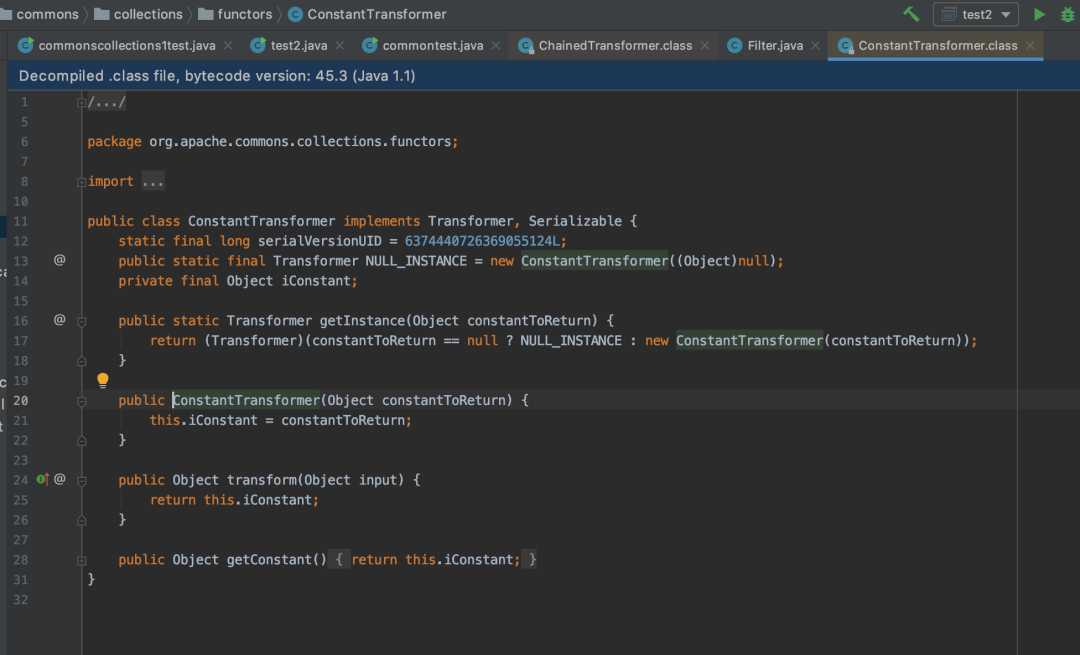 commons collections functors ConstantTransformer test2
commonscollections1test.java test2.java commontest.java ChainedTransformer.class Filter.java ConstantTransformer.class
Decompiled .class file, bytecode version: 45.3 (Java 1.1)
1 /.../
5
6 package org.apache.commons.collections.functors;
7
8 import ...
10
11 public class ConstantTransformer implements Transformer, Serializable {
12 static final long serialVersionUID = 6374440726369055124L;
13 @ public static final Transformer NULL_INSTANCE = new ConstantTransformer((Object)null);
14 private final Object iConstant;
15
16 @ public static Transformer getInstance(Object constantToReturn) {
17 return (Transformer)(constantToReturn == null ? NULL_INSTANCE : new ConstantTransformer(constantToReturn));
18 }
19
20 public ConstantTransformer(Object constantToReturn) {
21 this.iConstant = constantToReturn;
22 }
23
24 @ public Object transform(Object input) {
25 return this.iConstant;
26 }
27
28 public Object getConstant() { return this.iConstant; }
31 }
32